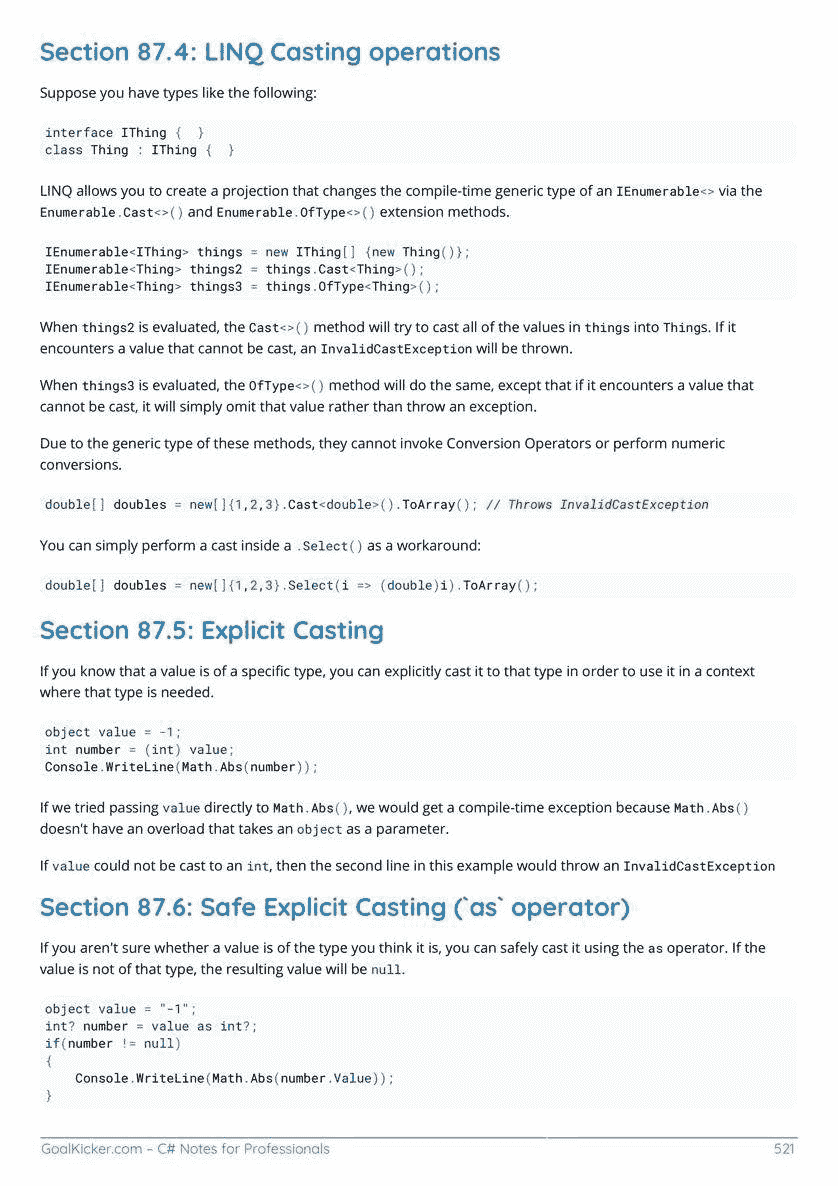 Section 87.4: LINQ Casting operations
Suppose you have types like the following:
interface IThing {  }
class Thing : IThing {  }
LINQ allows you to create a projection that changes the compile-time generic type of an IEnumerable<> via the
Enumerable.Cast<>() and Enumerable.OfType<>() extension methods.
IEnumerable<IThing> things = new IThing[] {new Thing()};
IEnumerable<Thing> things2 = things.Cast<Thing>();
IEnumerable<Thing> things3 = things.OfType<Thing>();
When things2 is evaluated, the Cast<>() method will try to cast all of the values in things into Things. If it
encounters a value that cannot be cast, an InvalidCastException will be thrown.
When things3 is evaluated, the OfType<>() method will do the same, except that if it encounters a value that
cannot be cast, it will simply omit that value rather than throw an exception.
Due to the generic type of these methods, they cannot invoke Conversion Operators or perform numeric
conversions.
double[] doubles = new[]{1,2,3}.Cast<double>().ToArray(); // Throws InvalidCastException
You can simply perform a cast inside a .Select() as a workaround:
double[] doubles = new[]{1,2,3}.Select(i => (double)i).ToArray();
Section 87.5: Explicit Casting
If you know that a value is of a specific type, you can explicitly cast it to that type in order to use it in a context
where that type is needed.
object value = -1;
int number = (int) value;
Console.WriteLine(Math.Abs(number));
If we tried passing value directly to Math.Abs(), we would get a compile-time exception because Math.Abs()
doesn't have an overload that takes an object as a parameter.
If value could not be cast to an int, then the second line in this example would throw an InvalidCastException
Section 87.6: Safe Explicit Casting (`as` operator)
If you aren't sure whether a value is of the type you think it is, you can safely cast it using the as operator. If the
value is not of that type, the resulting value will be null.
object value = "-1";
int? number = value as int?;
if(number != null)
{
    Console.WriteLine(Math.Abs(number.Value));
}
GoalKicker.com – C# Notes for Professionals 521